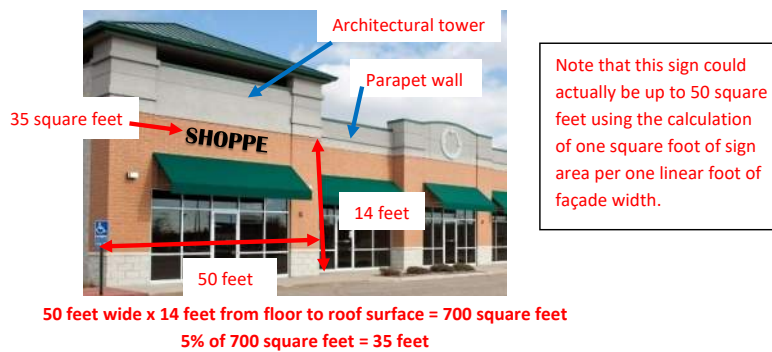 Architectural tower
Parapet wall
35 square feet
SHOPPE
14 feet
50 feet
Note that this sign could
actually be up to 50 square
feet using the calculation
of one square foot of sign
area per one linear foot of
façade width.
50 feet wide x 14 feet from floor to roof surface = 700 square feet
5% of 700 square feet = 35 feet